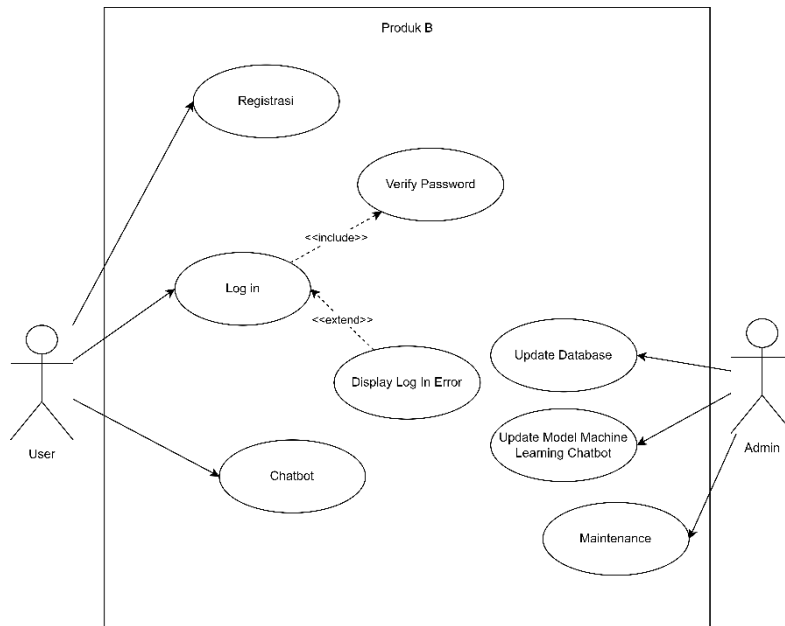 Produk B
Registrasi
Verify Password
<<include>>
Log in
<<extend>>
Update Database
Display Log In Error
Update Model Machine
Learning Chatbot
User
Admin
Chatbot
Maintenance